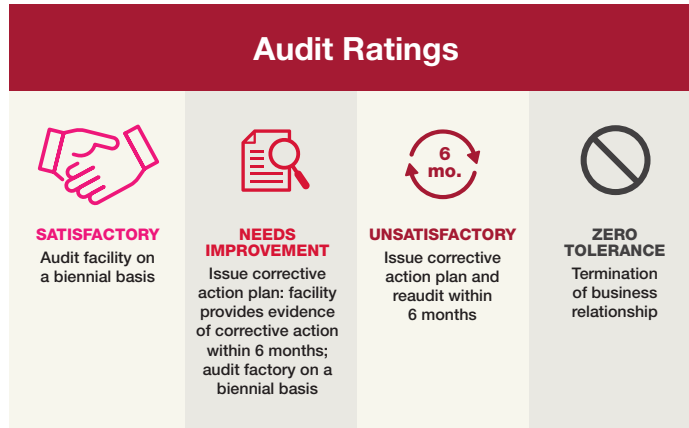 Audit Ratings
6
mo.
SATISFACTORY
Audit facility on
a biennial basis
NEEDS
IMPROVEMENT
Issue corrective
action plan: facility
provides evidence
of corrective action
within 6 months;
audit factory on a
biennial basis
UNSATISFACTORY
Issue corrective
action plan and
reaudit within
6 months
ZERO
TOLERANCE
Termination
of business
relationship